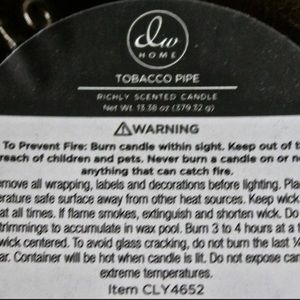 dw
HOME
TOBACCO PIPE
RICHLY SCENTED CANDLE
Net Wt. 13.38 oz (379.32 g)
WARNING
To Prevent Fire: Burn candle within sight. Keep out of th
reach of children and pets. Never burn a candle on or ne
anything that can catch fire.
emove all wrapping, labels and decorations before lighting. Pla
erature safe surface away from other heat sources. Keep wick
at all times. If flame smokes, extinguish and shorten wick. Do
trimmings to accumulate in wax pool. Burn 3 to 4 hours at a t
wick centered. To avoid glass cracking, do not burn the last 1/
ar. Container will be hot when candle is lit. Do not expose can
extreme temperatures.
Item CLY4652